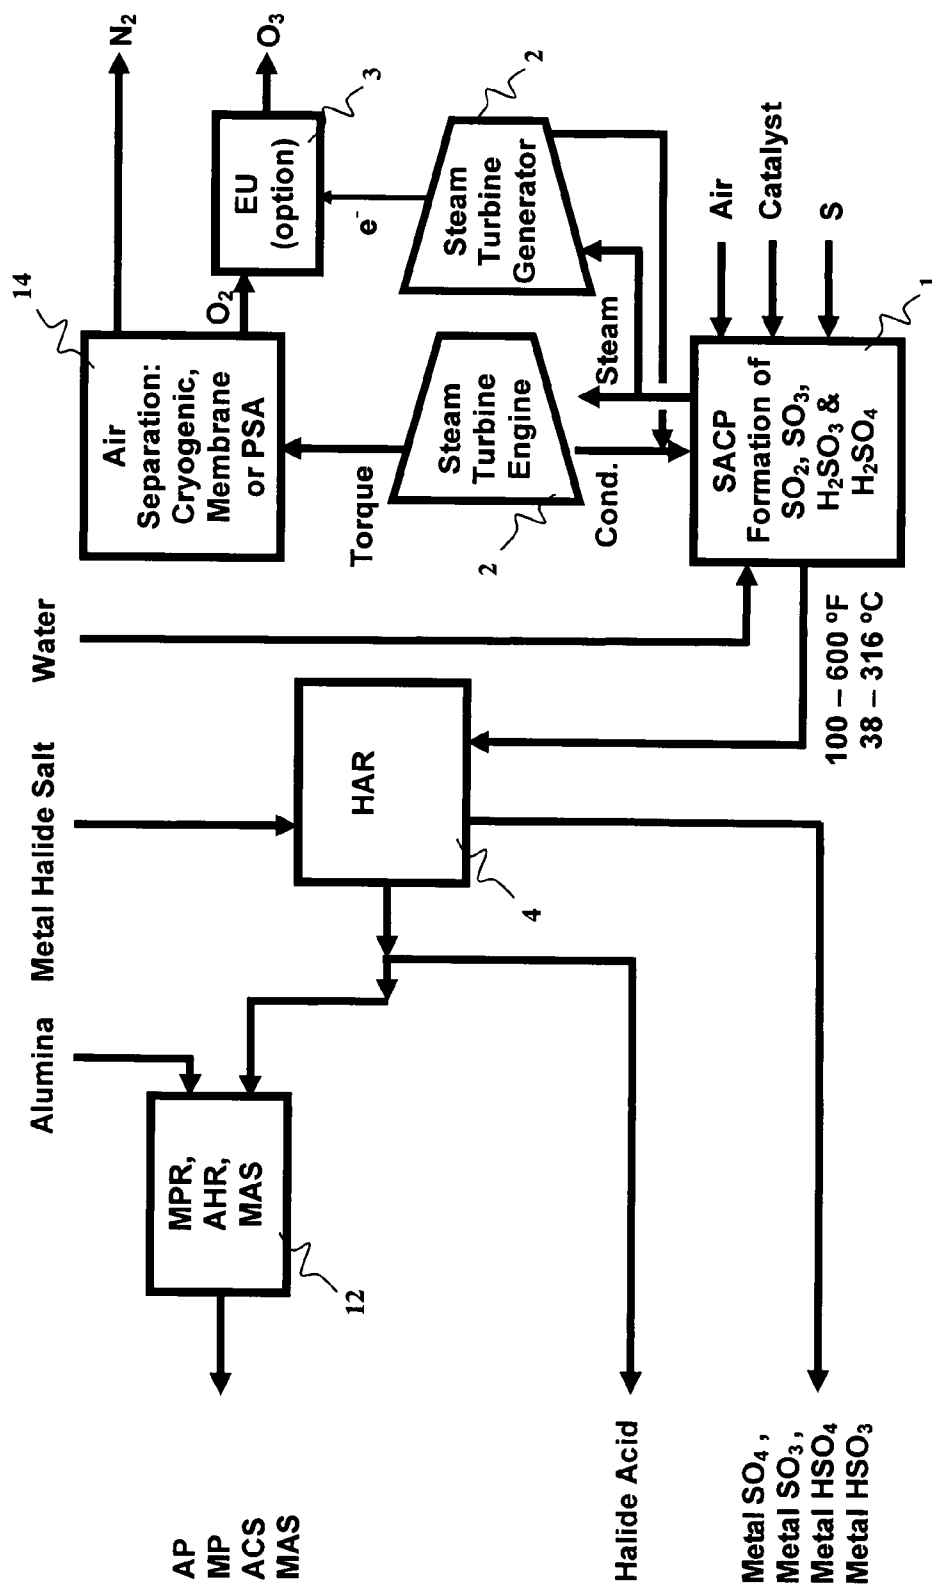 Alumina
Metal Halide Salt
Water
14
Air
Separation:
Cryogenic,
Membrane
or PSA
N₂
O₂
EU
(option)
3
O₃
e⁻
Torque
Steam
Turbine
Engine
2
Steam
Turbine
Generator
2
Cond.
Steam
SACP
Formation of
SO₂, SO₃,
H₂SO₃ &
H₂SO₄
1
Air
Catalyst
S
100 – 600 ºF
38 – 316 ºC
HAR
4
MPR,
AHR,
MAS
12
AP
MP
ACS
MAS
Halide Acid
Metal SO₄ ,
Metal SO₃,
Metal HSO₄
Metal HSO₃